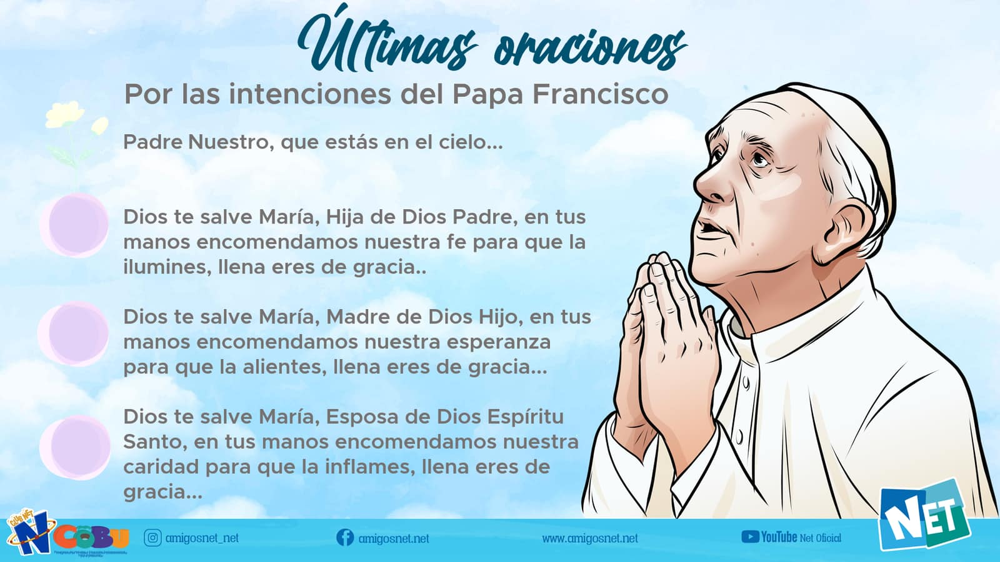 Últimas oraciones
Por las intenciones del Papa Francisco
Padre Nuestro, que estás en el cielo...
Dios te salve María, Hija de Dios Padre, en tus
manos encomendamos nuestra fe para que la
ilumines, llena eres de gracia..
Dios te salve María, Madre de Dios Hijo, en tus
manos encomendamos nuestra esperanza
para que la alientes, llena eres de gracia...
Dios te salve María, Esposa de Dios Espíritu
Santo, en tus manos encomendamos nuestra
caridad para que la inflames, llena eres de
gracia...
CLUB NET
N COBU
amigosnet_net
amigosnet.net
www.amigosnet.net
YouTube Net Oficial
NET